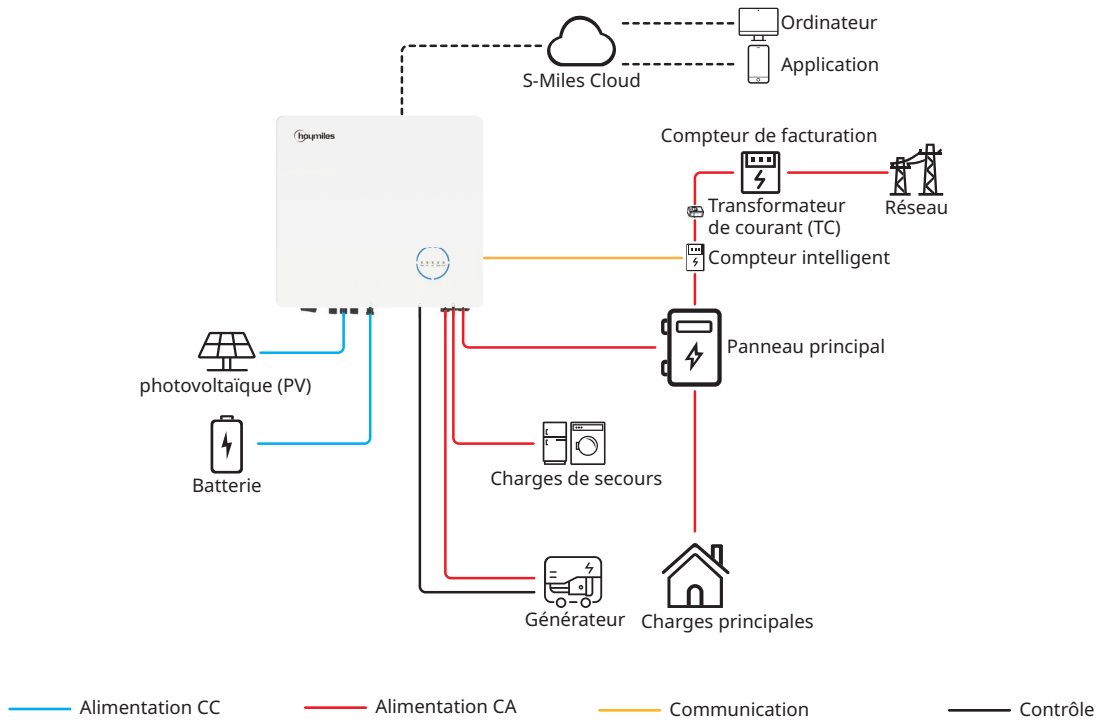 Ordinateur
S-Miles Cloud
Application
hoymiles
Compteur de facturation
Réseau
Transformateur
de courant (TC)
Compteur intelligent
Panneau principal
photovoltaïque (PV)
Batterie
Charges de secours
Générateur
Charges principales
Alimentation CC
Alimentation CA
Communication
Contrôle